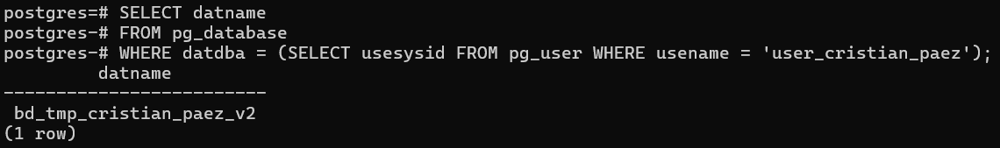 postgres=# SELECT datname
postgres-# FROM pg_database
postgres-# WHERE datdba = (SELECT usesysid FROM pg_user WHERE usename = 'user_cristian_paez');
         datname
-------------------------
 bd_tmp_cristian_paez_v2
(1 row)